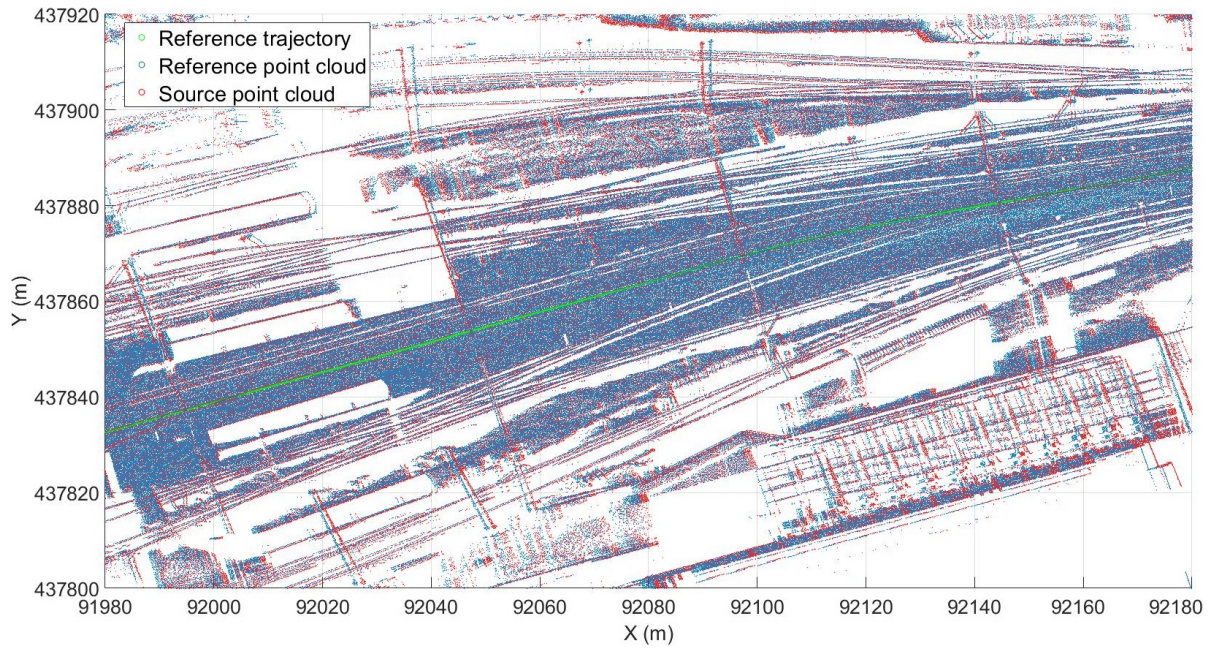 437920
437900
437880
437860
437840
437820
437800
Y (m)
Reference trajectory
Reference point cloud
Source point cloud
91980 92000 92020 92040 92060 92080 92100 92120 92140 92160 92180
X (m)